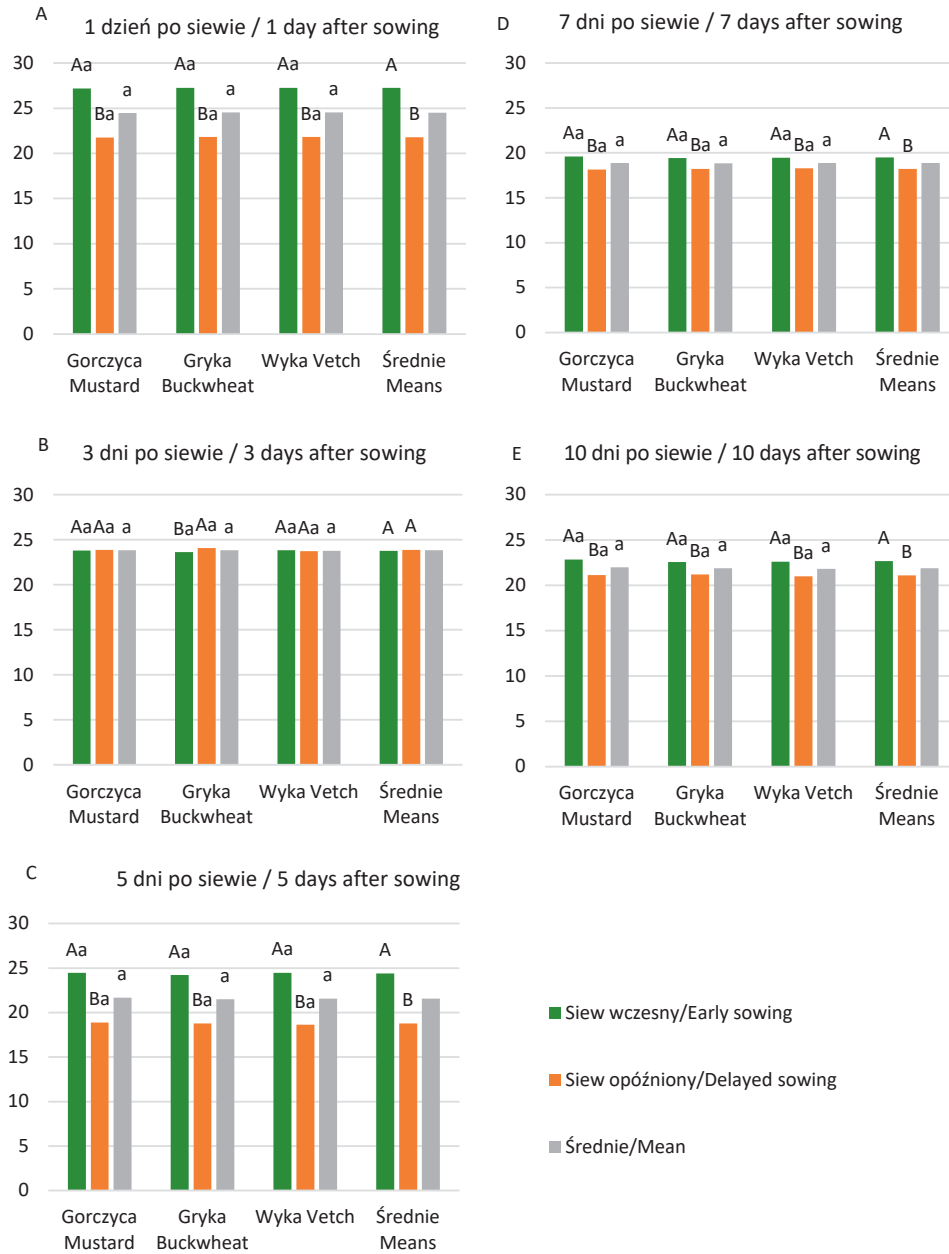 A
1 dzień po siewie / 1 day after sowing
30
25
20
15
10
5
0
Aa Ba a Aa Ba a Aa Ba a A B
Gorczyca Gryka Wyka Vetch Średnie
Mustard Buckwheat Means
B
3 dni po siewie / 3 days after sowing
30
25
20
15
10
5
0
Aa Aa a Ba Aa a Aa Aa a A A
Gorczyca Gryka Wyka Vetch Średnie
Mustard Buckwheat Means
C
5 dni po siewie / 5 days after sowing
30
25
20
15
10
5
0
Aa Ba a Aa Ba a Aa Ba a A B
Gorczyca Gryka Wyka Vetch Średnie
Mustard Buckwheat Means
D
7 dni po siewie / 7 days after sowing
30
25
20
15
10
5
0
Aa Ba a Aa Ba a Aa Ba a A B
Gorczyca Gryka Wyka Vetch Średnie
Mustard Buckwheat Means
E
10 dni po siewie / 10 days after sowing
30
25
20
15
10
5
0
Aa Ba a Aa Ba a Aa Ba a A B
Gorczyca Gryka Wyka Vetch Średnie
Mustard Buckwheat Means
Siew wczesny/Early sowing
Siew opóźniony/Delayed sowing
Średnie/Mean